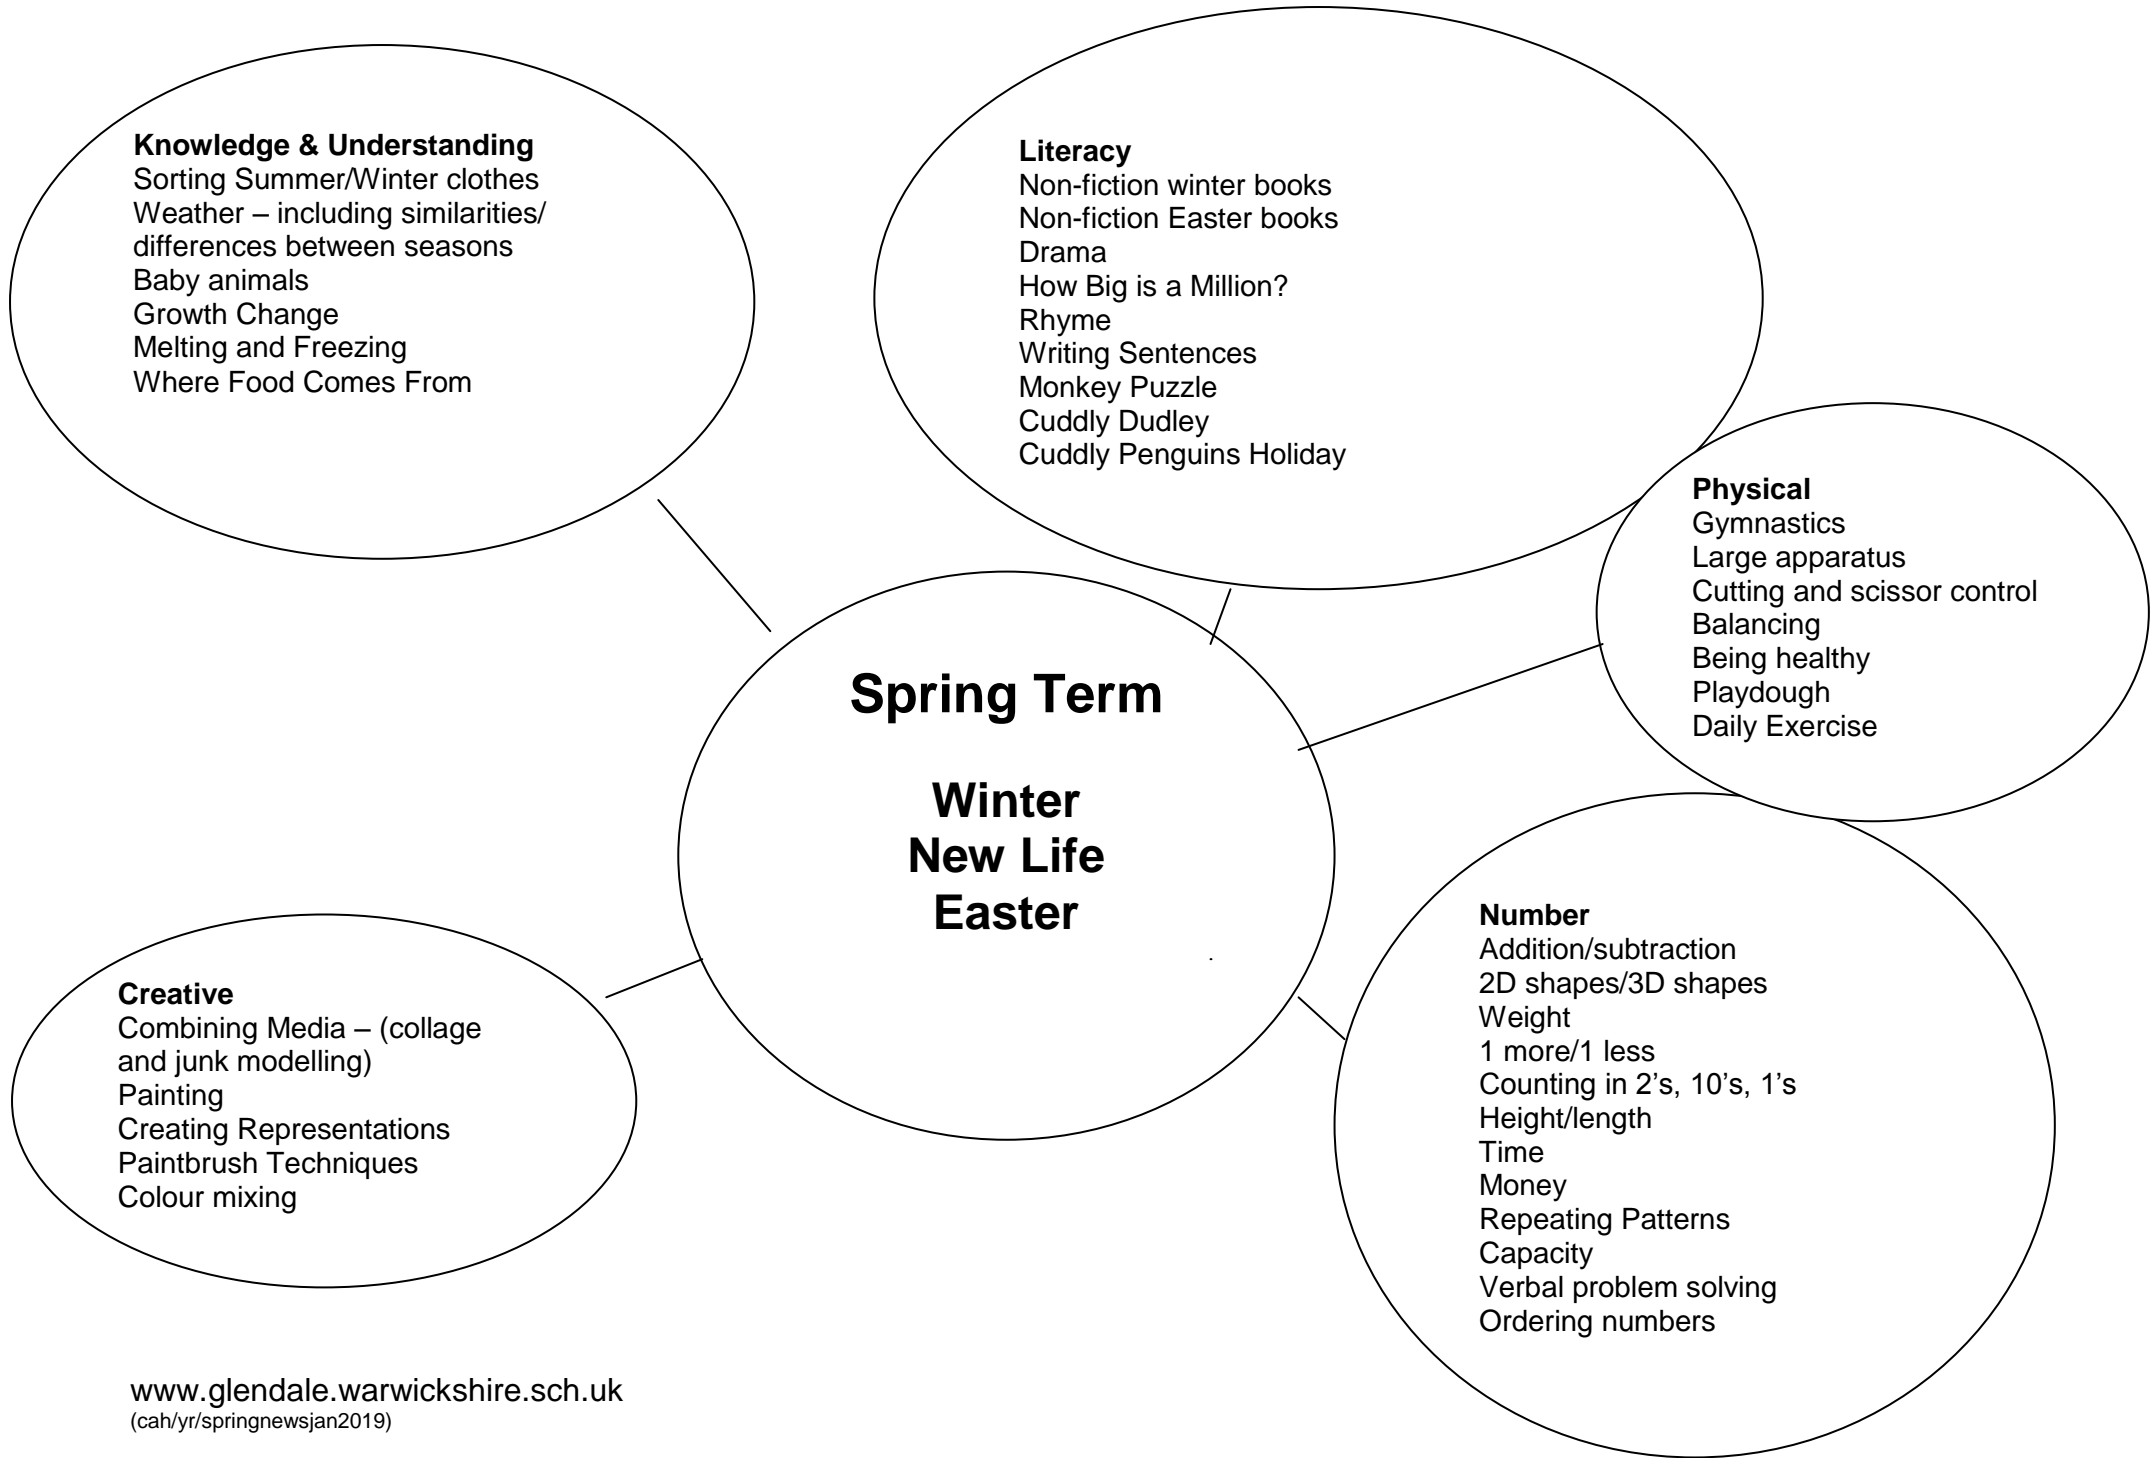 Knowledge & Understanding
Sorting Summer/Winter clothes
Weather – including similarities/
differences between seasons
Baby animals
Growth Change
Melting and Freezing
Where Food Comes From
Literacy
Non-fiction winter books
Non-fiction Easter books
Drama
How Big is a Million?
Rhyme
Writing Sentences
Monkey Puzzle
Cuddly Dudley
Cuddly Penguins Holiday
Physical
Gymnastics
Large apparatus
Cutting and scissor control
Balancing
Being healthy
Playdough
Daily Exercise
Spring Term
Winter
New Life
Easter
.
Creative
Combining Media – (collage
and junk modelling)
Painting
Creating Representations
Paintbrush Techniques
Colour mixing
Number
Addition/subtraction
2D shapes/3D shapes
Weight
1 more/1 less
Counting in 2’s, 10’s, 1’s
Height/length
Time
Money
Repeating Patterns
Capacity
Verbal problem solving
Ordering numbers
www.glendale.warwickshire.sch.uk
(cah/yr/springnewsjan2019)